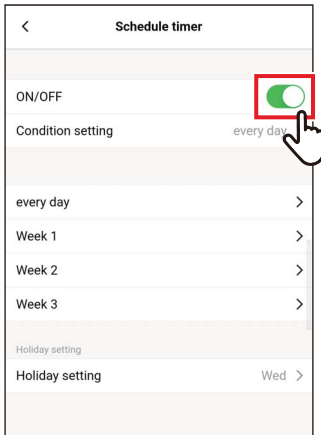 Schedule timer
ON/OFF
Condition setting every day
every day
Week 1
Week 2
Week 3
Holiday setting
Holiday setting Wed